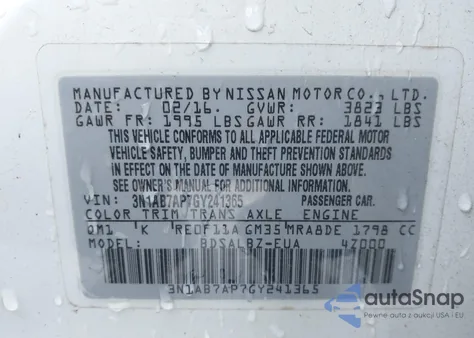 MANUFACTURED BY NISSAN MOTOR CO., LTD.
DATE: 02/16. GVWR: 3823 LBS
GAWR FR: 1995 LBS GAWR RR: 1841 LBS
THIS VEHICLE CONFORMS TO ALL APPLICABLE FEDERAL MOTOR
VEHICLE SAFETY, BUMPER AND THEFT PREVENTION STANDARDS
IN EFFECT ON THE DATE OF MANUFACTURE SHOWN ABOVE.
SEE OWNER'S MANUAL FOR ADDITIONAL INFORMATION.
VIN: 3N1AB7AP7GY241365 PASSENGER CAR.
COLOR TRIM TRANS AXLE ENGINE
QM1 K RE0F11A GM35 MRA8DE 1798 CC
MODEL: BDSALBZ-EUA 4Z000
3N1AB7AP7GY241365
autoSnap
Pewne auta z domów aukcyjnych z USA i EU